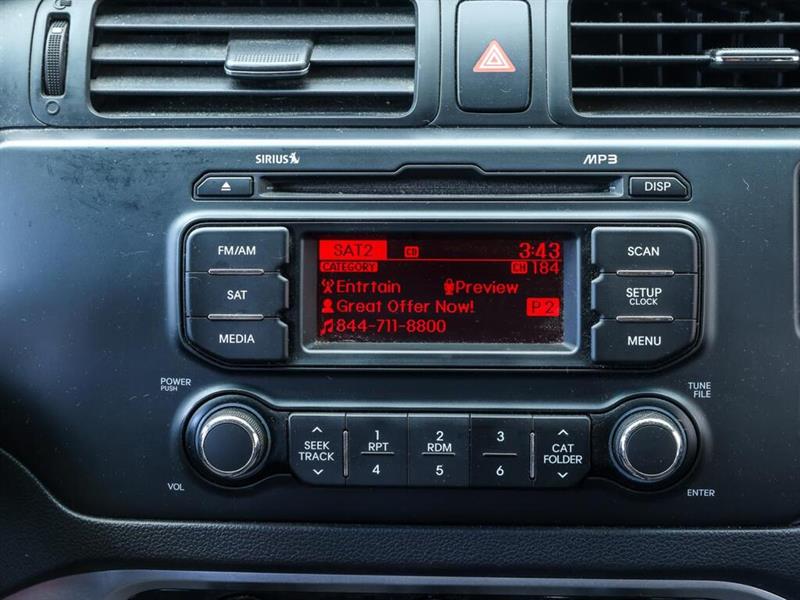 SIRIUS MP3
DISP
FM/AM
SAT
MEDIA
SAT2 CD 3:43
CATEGORY CH 184
Entrtain Preview
Great Offer Now! P 2
844-711-8800
SCAN
SETUP
CLOCK
MENU
POWER
PUSH
VOL
SEEK
TRACK
1
RPT
4
2
RDM
5
3
6
CAT
FOLDER
TUNE
FILE
ENTER